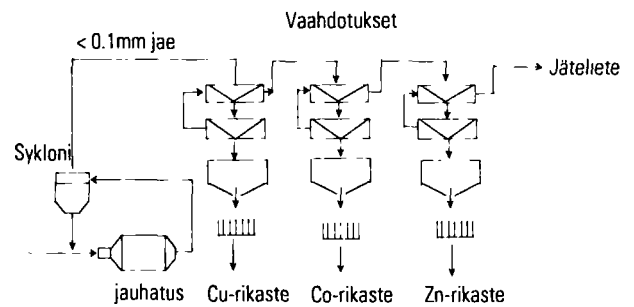 Vaahdotukset
< 0.1mm jae
Jäteliete
Sykloni
jauhatus Cu-rikaste Co-rikaste Zn-rikaste